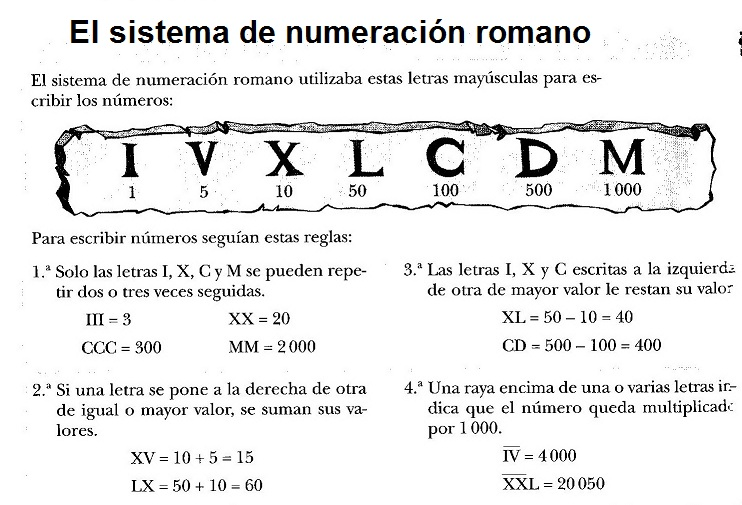 El sistema de numeración romano
El sistema de numeración romano utilizaba estas letras mayúsculas para es-
cribir los números:
I V X L C D M
1 5 10 50 100 500 1 000
Para escribir números seguían estas reglas:
1.ª Solo las letras I, X, C y M se pueden repe-
tir dos o tres veces seguidas.
III = 3 XX = 20
CCC = 300 MM = 2 000
2.ª Si una letra se pone a la derecha de otra
de igual o mayor valor, se suman sus va-
lores.
XV = 10 + 5 = 15
LX = 50 + 10 = 60
3.ª Las letras I, X y C escritas a la izquierda
de otra de mayor valor le restan su valor
XL = 50 – 10 = 40
CD = 500 – 100 = 400
4.ª Una raya encima de una o varias letras in-
dica que el número queda multiplicado
por 1 000.
I̅V̅ = 4 000
X̅X̅L = 20 050